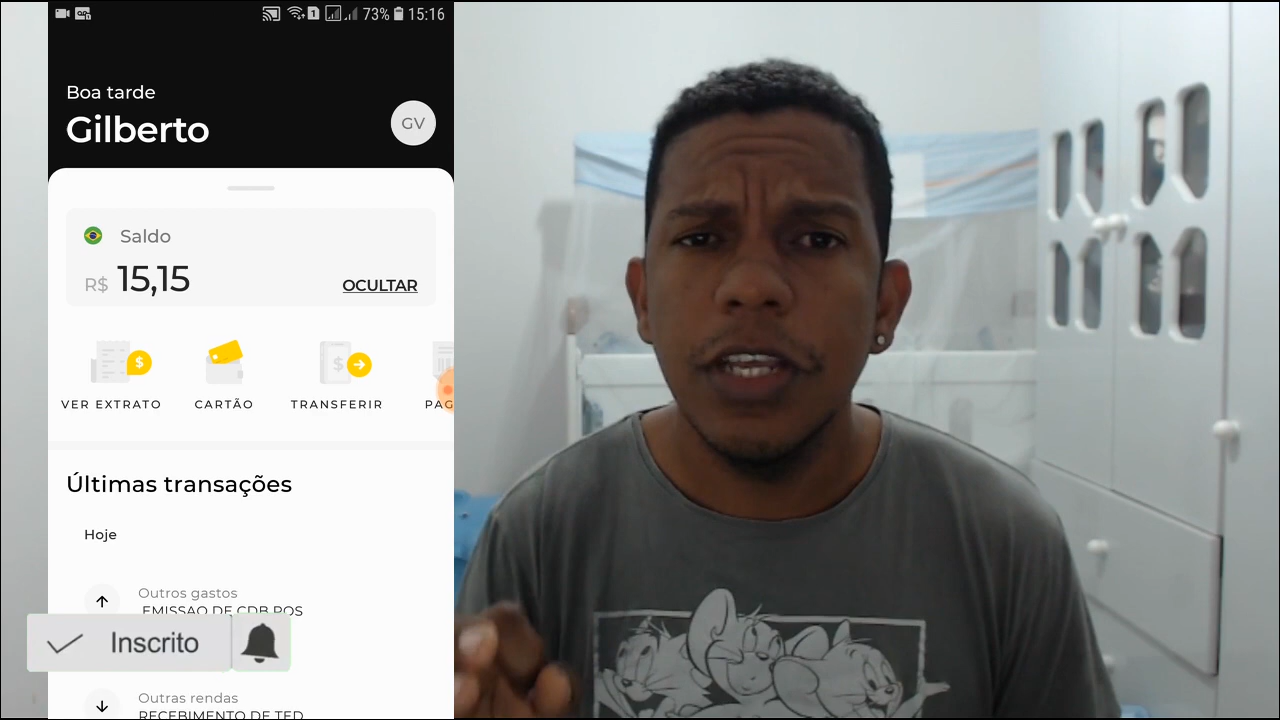 73% 15:16
Boa tarde
Gilberto
GV
Saldo
R$ 15,15
OCULTAR
VER EXTRATO
CARTÃO
TRANSFERIR
PAG
Últimas transações
Hoje
Outros gastos
EMISSAO DE CDB POS
Inscrito
Outras rendas
RECEBIMENTO DE TED